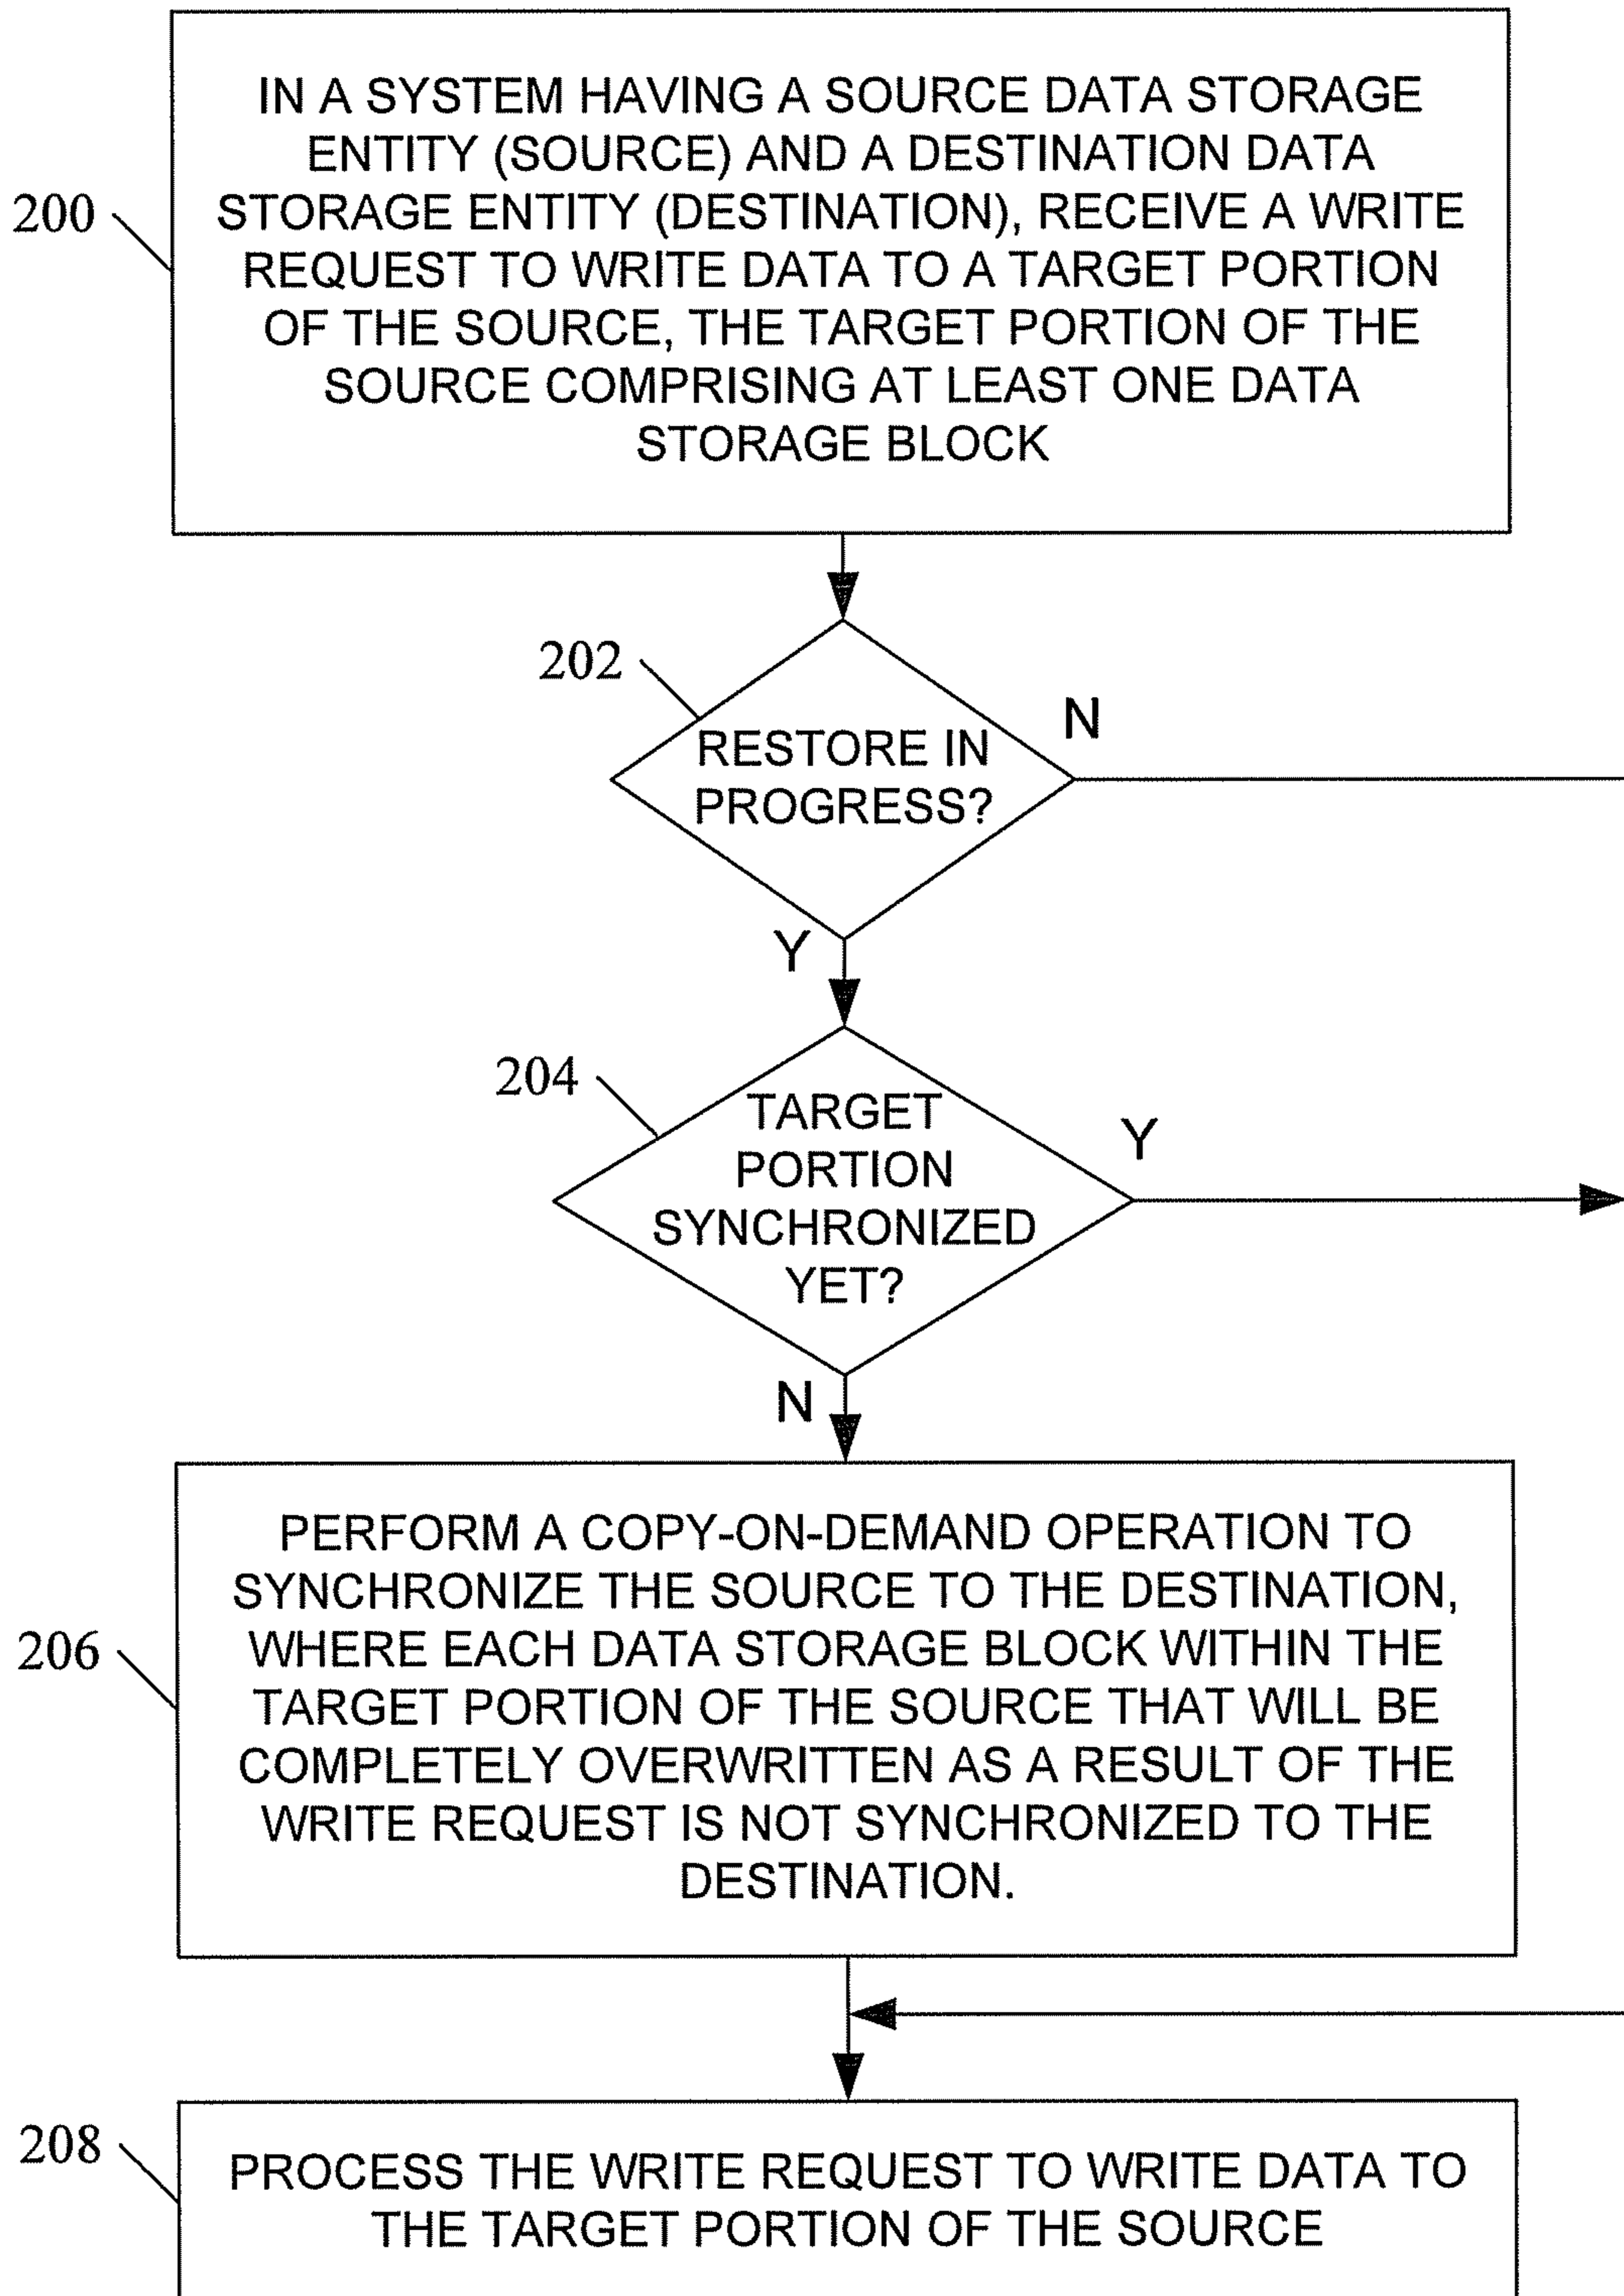 200
IN A SYSTEM HAVING A SOURCE DATA STORAGE
ENTITY (SOURCE) AND A DESTINATION DATA
STORAGE ENTITY (DESTINATION), RECEIVE A WRITE
REQUEST TO WRITE DATA TO A TARGET PORTION
OF THE SOURCE, THE TARGET PORTION OF THE
SOURCE COMPRISING AT LEAST ONE DATA
STORAGE BLOCK
202
RESTORE IN
PROGRESS?
N
Y
204
TARGET
PORTION
SYNCHRONIZED
YET?
Y
N
206
PERFORM A COPY-ON-DEMAND OPERATION TO
SYNCHRONIZE THE SOURCE TO THE DESTINATION,
WHERE EACH DATA STORAGE BLOCK WITHIN THE
TARGET PORTION OF THE SOURCE THAT WILL BE
COMPLETELY OVERWRITTEN AS A RESULT OF THE
WRITE REQUEST IS NOT SYNCHRONIZED TO THE
DESTINATION.
208
PROCESS THE WRITE REQUEST TO WRITE DATA TO
THE TARGET PORTION OF THE SOURCE